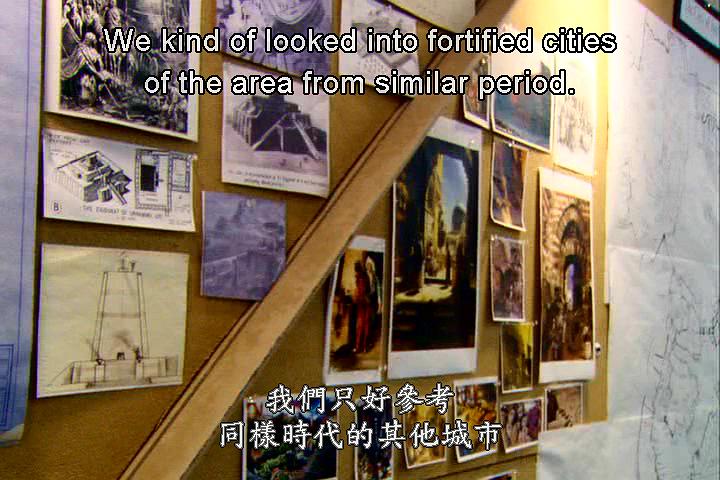 We kind of looked into fortified cities
of the area from similar period.
B
我們只好參考
同樣時代的其他城市